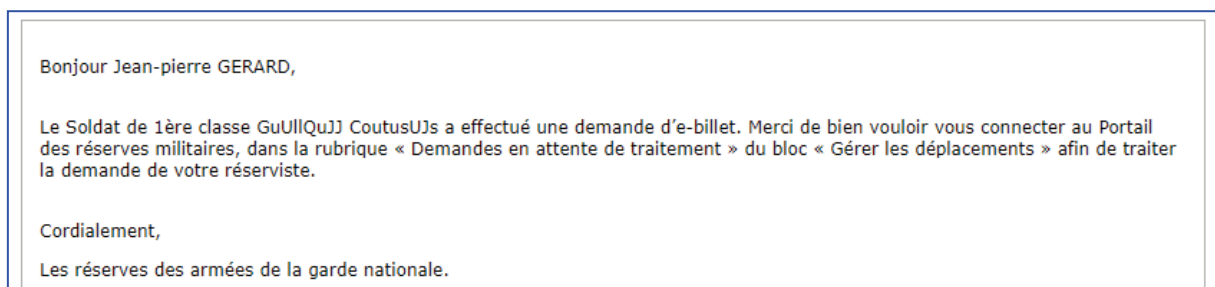 Bonjour Jean-pierre GERARD,
Le Soldat de 1ère classe GuUllQuJJ CoutusUJs a effectué une demande d’e-billet. Merci de bien vouloir vous connecter au Portail
des réserves militaires, dans la rubrique « Demandes en attente de traitement » du bloc « Gérer les déplacements » afin de traiter
la demande de votre réserviste.
Cordialement,
Les réserves des armées de la garde nationale.